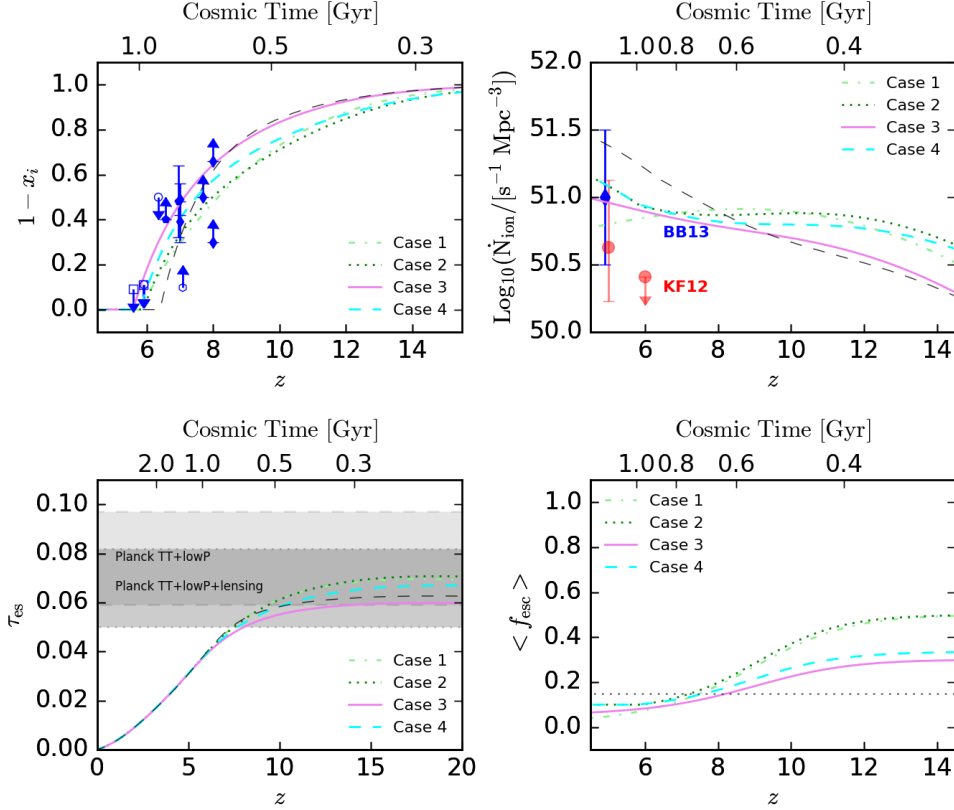 Cosmic Time [Gyr]
1.0 0.5 0.3
1.0
0.8
0.6
0.4
0.2
0.0
1 − x_i
Case 1
Case 2
Case 3
Case 4
6 8 10 12 14
z
Cosmic Time [Gyr]
1.0 0.8 0.6 0.4
52.0
51.5
51.0
50.5
50.0
Log₁₀(Ṅ_ion/[s⁻¹ Mpc⁻³])
Case 1
Case 2
Case 3
Case 4
BB13
KF12
6 8 10 12 14
z
Cosmic Time [Gyr]
2.0 1.0 0.5 0.3
0.10
0.08
0.06
0.04
0.02
0.00
τ_es
Planck TT+lowP
Planck TT+lowP+lensing
Case 1
Case 2
Case 3
Case 4
0 5 10 15 20
z
Cosmic Time [Gyr]
1.0 0.8 0.6 0.4
1.0
0.8
0.6
0.4
0.2
0.0
< f_esc >
Case 1
Case 2
Case 3
Case 4
6 8 10 12 14
z